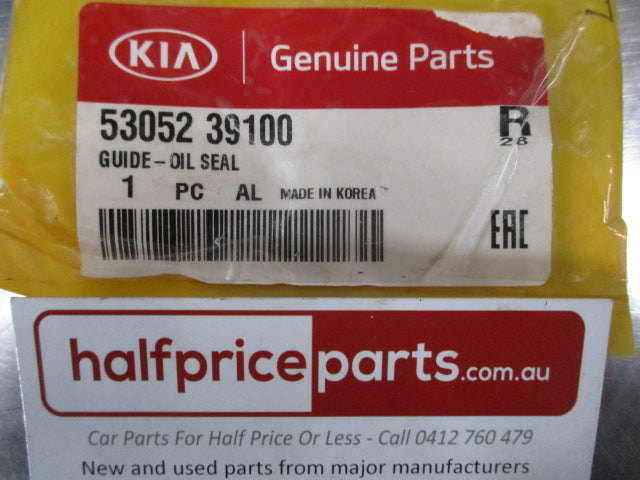 KIA Genuine Parts
53052 39100 R
28
GUIDE-OIL SEAL
1 PC AL MADE IN KOREA
EAC
halfpriceparts.com.au
Car Parts For Half Price Or Less - Call 0412 760 479
New and used parts from major manufacturers